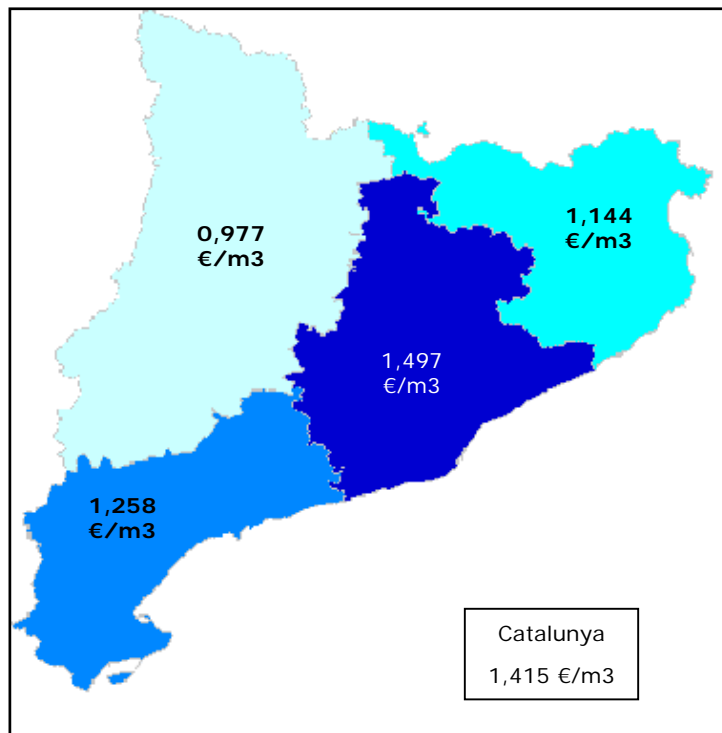 0,977
€/m3
1,144
€/m3
1,497
€/m3
1,258
€/m3
Catalunya
1,415 €/m3